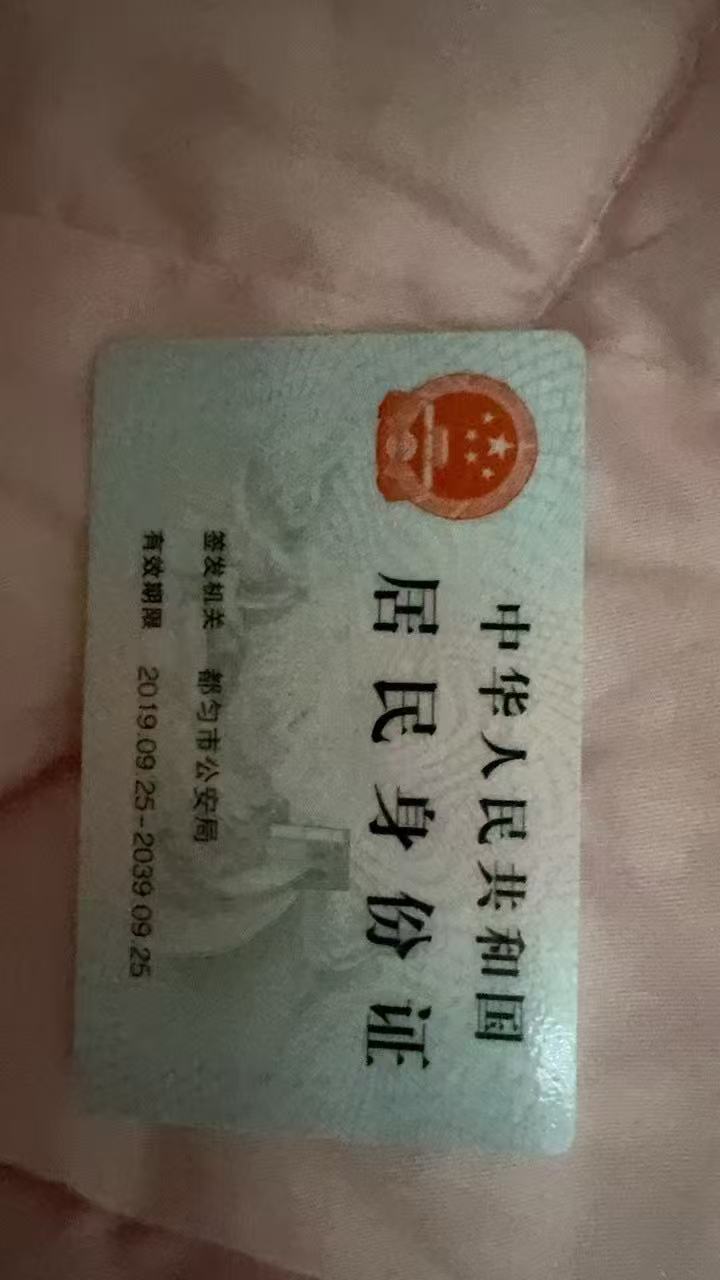 中华人民共和国
居民身份证
签发机关 都匀市公安局
有效期限 2019.09.25-2039.09.25